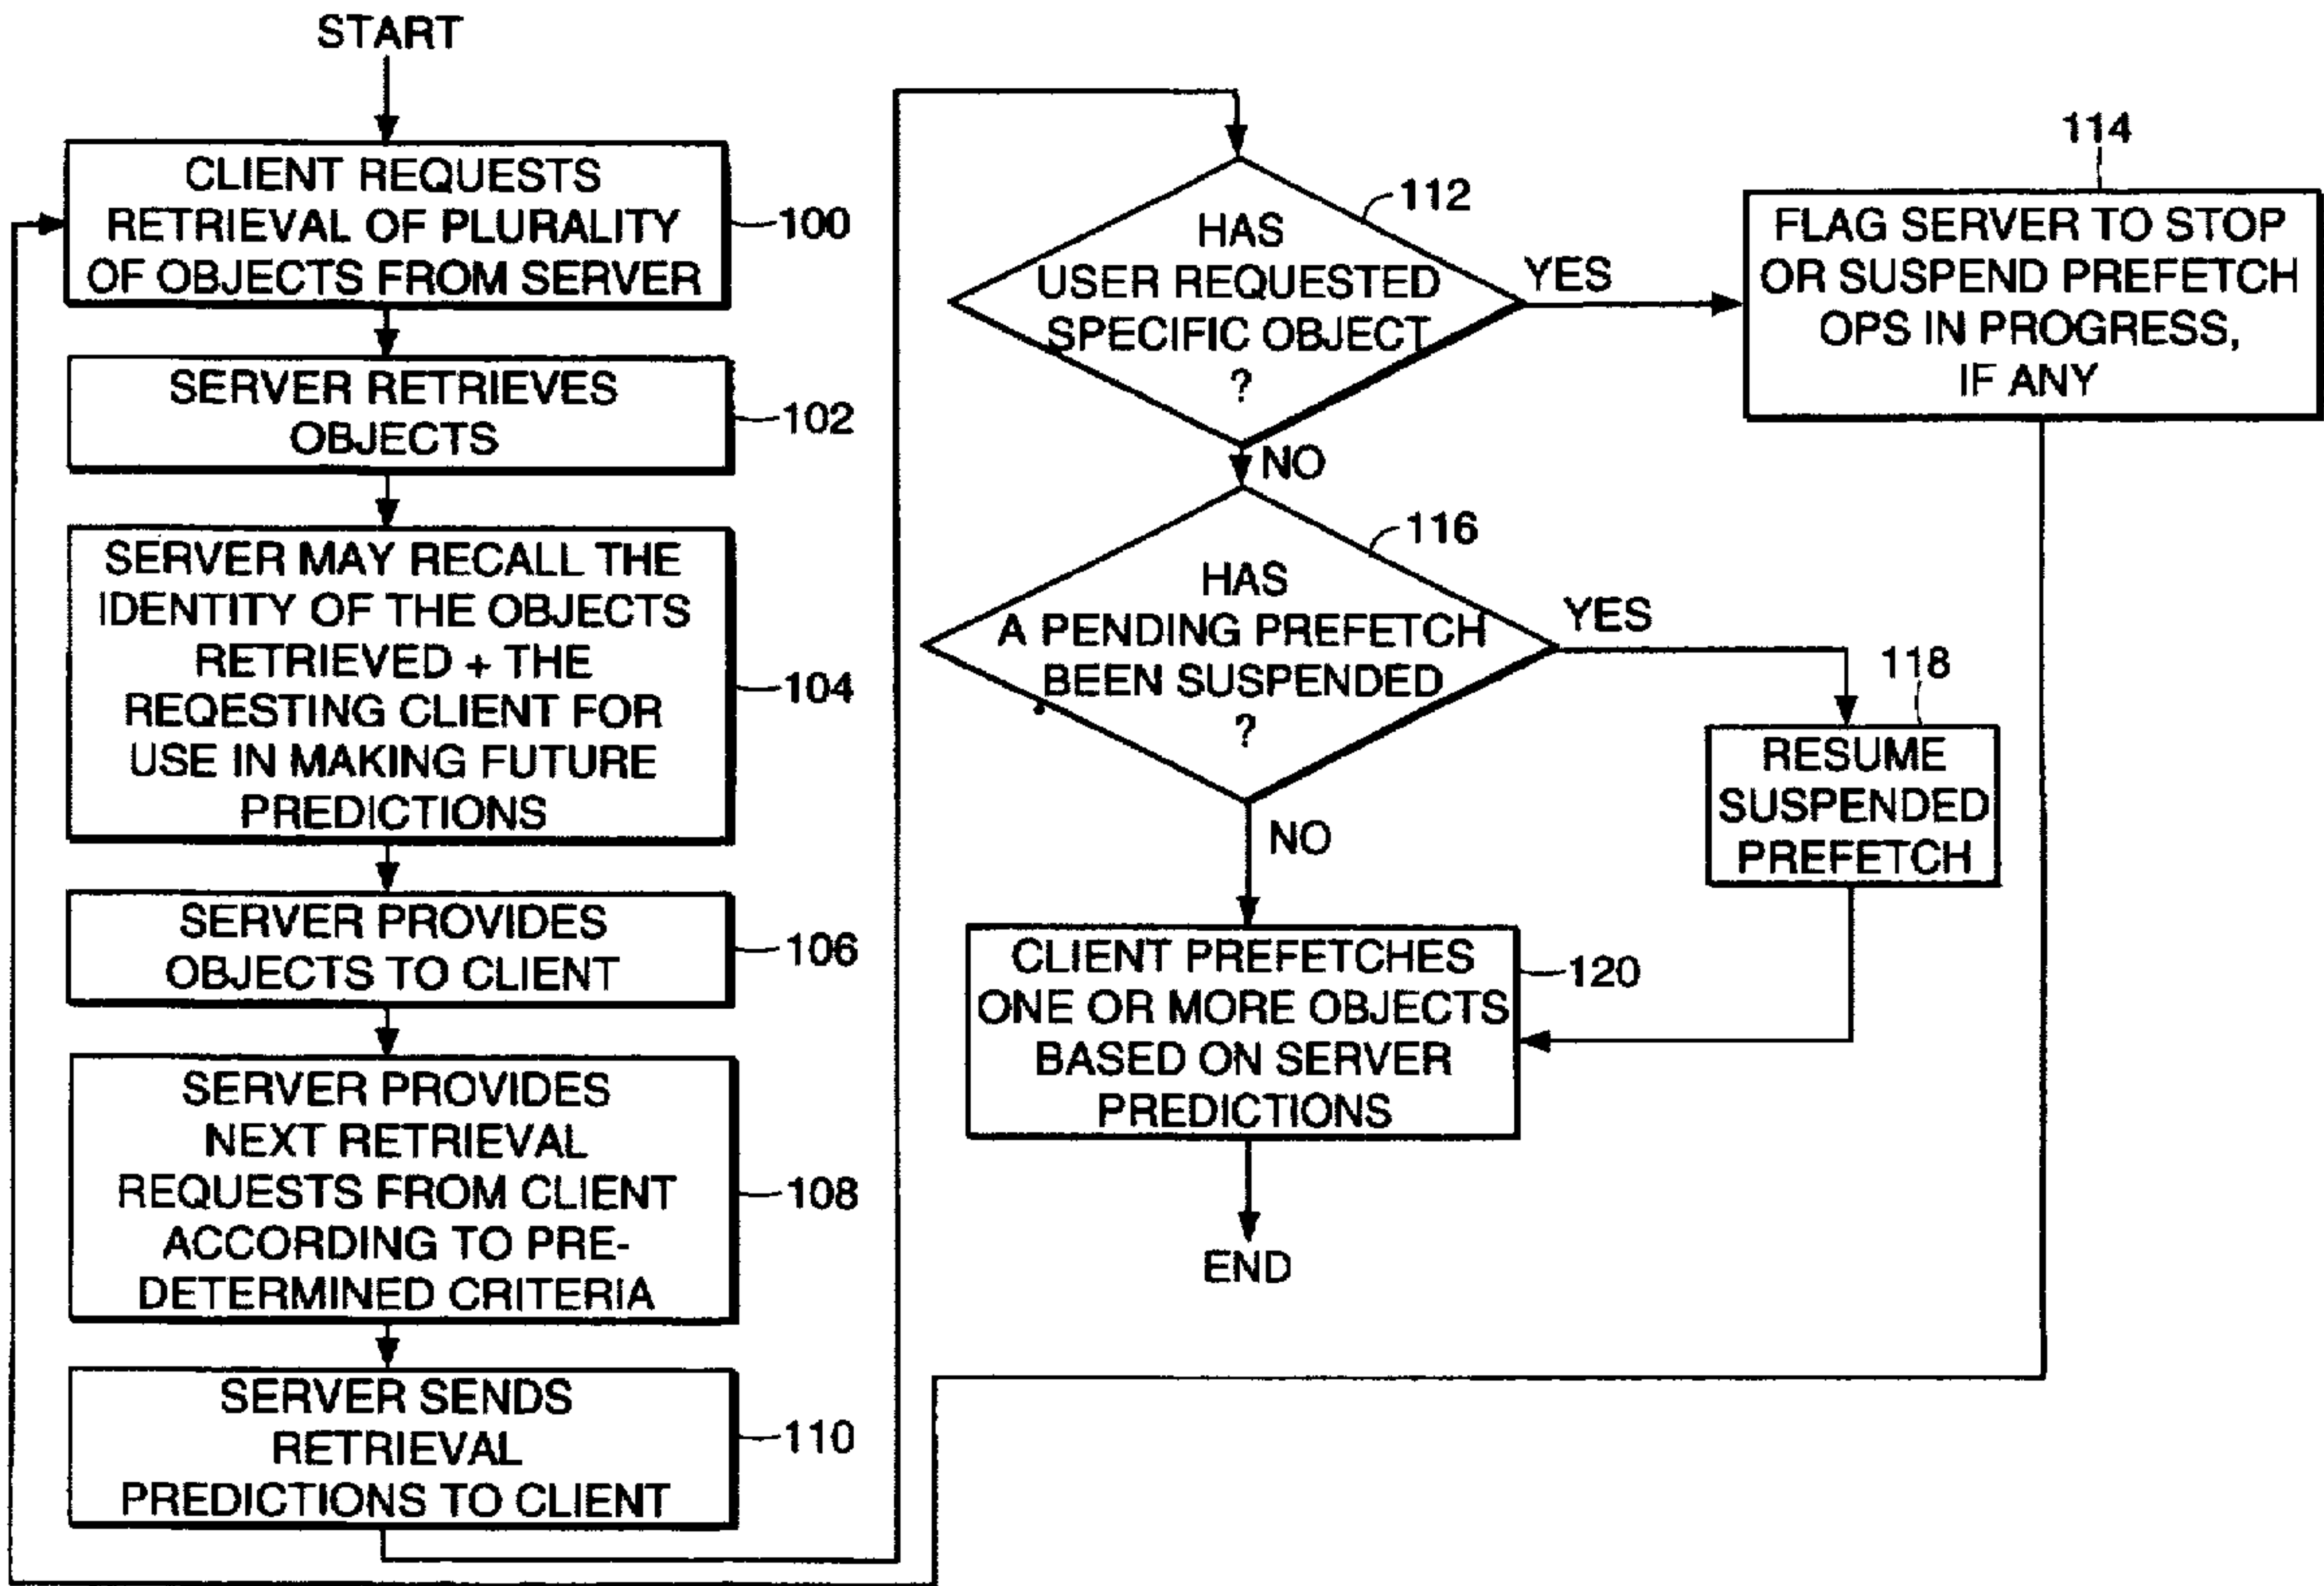 START
CLIENT REQUESTS
RETRIEVAL OF PLURALITY
OF OBJECTS FROM SERVER
100
SERVER RETRIEVES
OBJECTS
102
SERVER MAY RECALL THE
IDENTITY OF THE OBJECTS
RETRIEVED + THE
REQESTING CLIENT FOR
USE IN MAKING FUTURE
PREDICTIONS
104
SERVER PROVIDES
OBJECTS TO CLIENT
106
SERVER PROVIDES
NEXT RETRIEVAL
REQUESTS FROM CLIENT
ACCORDING TO PRE-
DETERMINED CRITERIA
108
SERVER SENDS
RETRIEVAL
PREDICTIONS TO CLIENT
110
HAS
USER REQUESTED
SPECIFIC OBJECT
?
112
YES
NO
114
FLAG SERVER TO STOP
OR SUSPEND PREFETCH
OPS IN PROGRESS,
IF ANY
HAS
A PENDING PREFETCH
BEEN SUSPENDED
?
116
YES
NO
118
RESUME
SUSPENDED
PREFETCH
CLIENT PREFETCHES
ONE OR MORE OBJECTS
BASED ON SERVER
PREDICTIONS
120
END